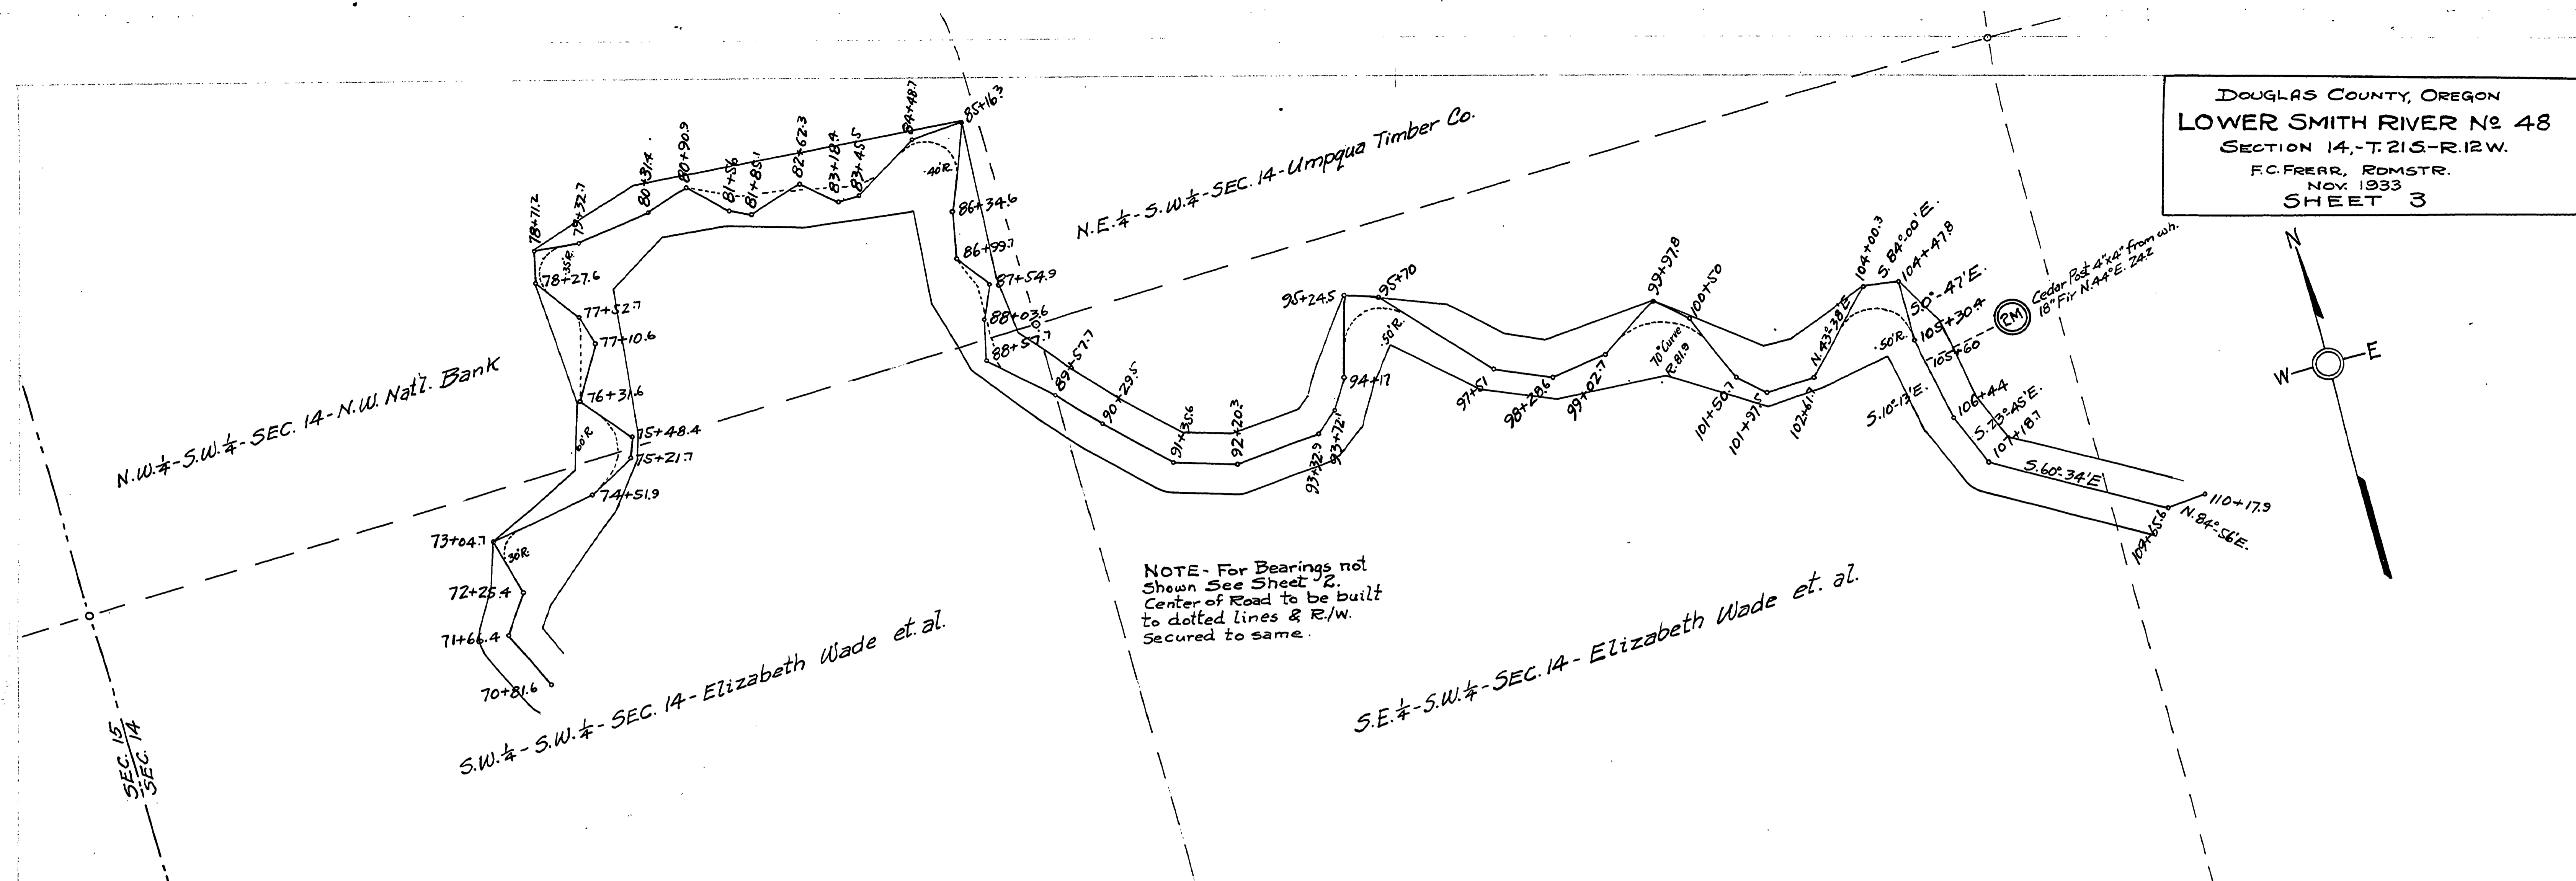 DOUGLAS COUNTY, OREGON
LOWER SMITH RIVER No 48
SECTION 14,-T.21S.-R.12W.
F.C. FREAR, RDMSTR.
NOV. 1933
SHEET 3
N
W
E
85+16.3
84+48.7
83+45.5
83+18.4
82+62.3
81+85.1
81+56
80+90.9
80+31.4
79+32.7
78+71.2
35'R.
40'R.
78+27.6
77+52.7
77+10.6
76+31.6
75+48.4
75+21.7
60'R
74+51.9
73+04.7
30'R.
72+25.4
71+66.4
70+81.6
86+34.6
86+99.7
87+54.9
88+03.6
88+57.7
89+57.7
90+29.5
91+35.6
92+20.3
93+32.9
93+72.1
94+17
95+24.5
95+70
50'R.
97+51
98+28.6
99+02.7
99+97.8
100+50
70° Curve
R.81.9
101+50.7
101+97.5
102+61.7
N.43°-38'E
104+00.3
S.84°-00'E.
104+47.8
S.0°-47'E.
105+30.4
50'R.
105+60
2M
Cedar Post 4"x4" from wh.
18" Fir N.44°E. 24.2
S.10°-13'E.
106+44
S.23°-45'E.
107+18.7
S.60°-34'E
109+65.6
110+17.9
N.84°-56'E.
N.E.¼-S.W.¼-SEC.14-Umpqua Timber Co.
N.W.¼-S.W.¼-SEC.14-N.W. Nat'l. Bank
S.W.¼-S.W.¼-SEC.14-Elizabeth Wade et. al.
S.E.¼-S.W.¼-SEC.14-Elizabeth Wade et. al.
NOTE- For Bearings not
Shown See Sheet 2.
Center of Road to be built
to dotted lines & R./W.
Secured to same.
SEC. 15
SEC. 14